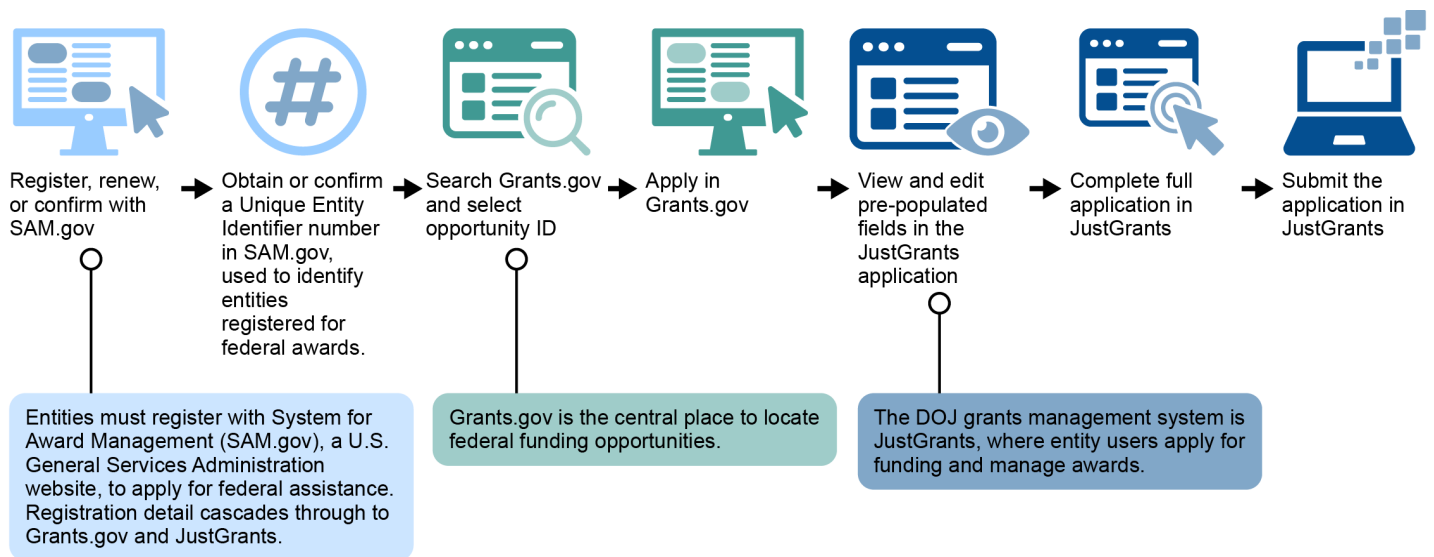 Register, renew,
or confirm with
SAM.gov
Obtain or confirm
a Unique Entity
Identifier number
in SAM.gov,
used to identify
entities
registered for
federal awards.
Search Grants.gov
and select
opportunity ID
Apply in
Grants.gov
View and edit
pre-populated
fields in the
JustGrants
application
Complete full
application in
JustGrants
Submit the
application in
JustGrants
Entities must register with System for
Award Management (SAM.gov), a U.S.
General Services Administration
website, to apply for federal assistance.
Registration detail cascades through to
Grants.gov and JustGrants.
Grants.gov is the central place to locate
federal funding opportunities.
The DOJ grants management system is
JustGrants, where entity users apply for
funding and manage awards.